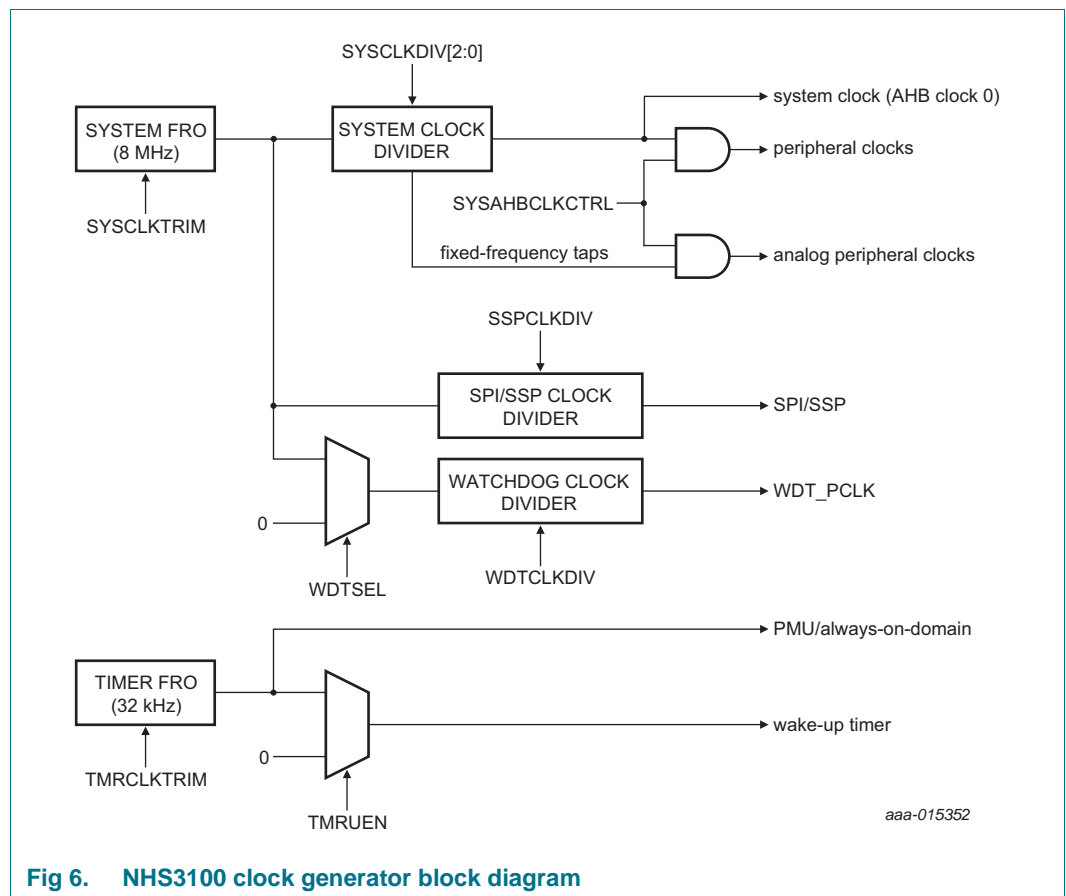 SYSCLKDIV[2:0]
system clock (AHB clock 0)
SYSTEM FRO
(8 MHz)
SYSTEM CLOCK
DIVIDER
peripheral clocks
SYSAHBCLKCTRL
SYSCLKTRIM
fixed-frequency taps
analog peripheral clocks
SSPCLKDIV
SPI/SSP CLOCK
DIVIDER
SPI/SSP
WATCHDOG CLOCK
DIVIDER
WDT_PCLK
0
WDTSEL
WDTCLKDIV
PMU/always-on-domain
TIMER FRO
(32 kHz)
wake-up timer
0
TMRCLKTRIM
TMRUEN
aaa-015352
Fig 6. NHS3100 clock generator block diagram